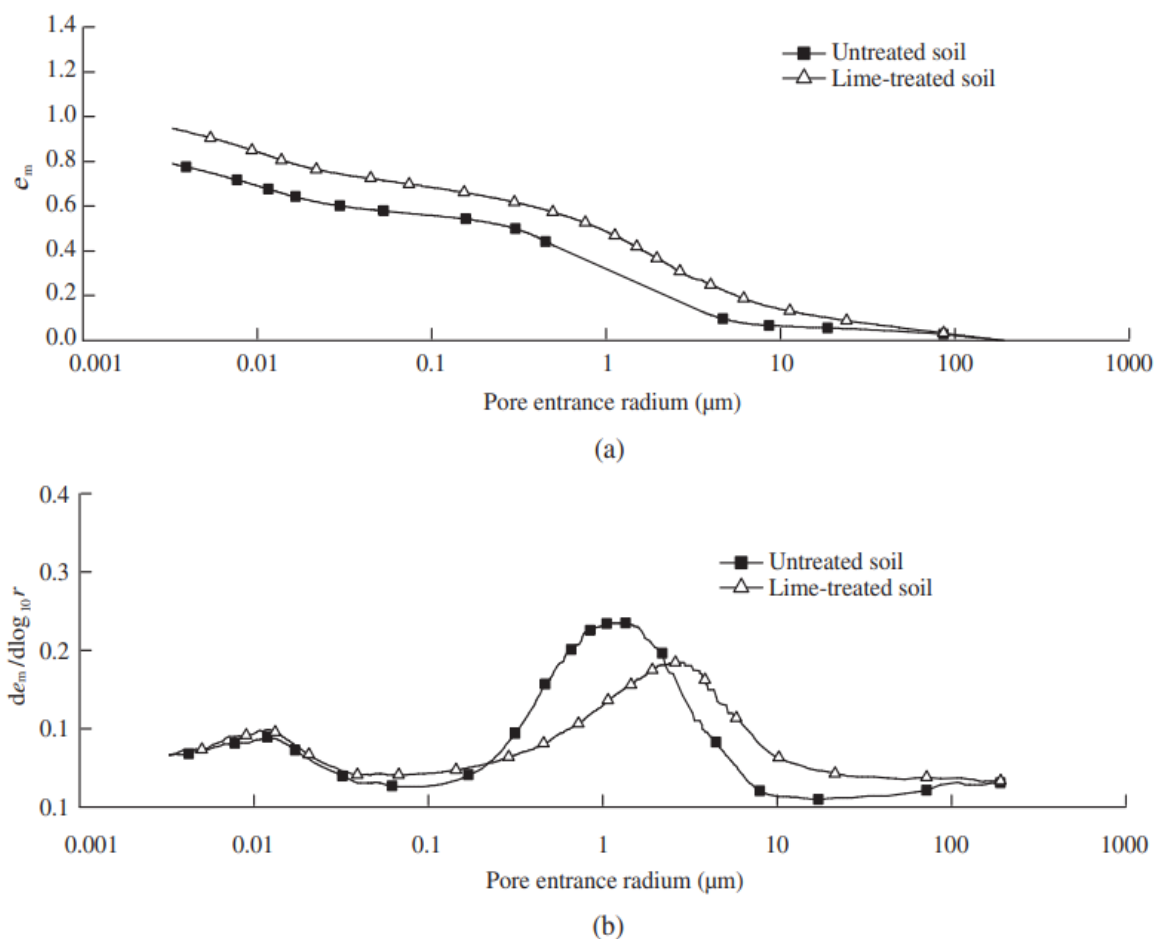 1.4
1.2
1.0
0.8
0.6
0.4
0.2
0.0
eₘ
Untreated soil
Lime-treated soil
0.001 0.01 0.1 1 10 100 1000
Pore entrance radium (μm)
(a)
0.4
0.3
0.2
0.1
0.1
deₘ/dlog₁₀r
Untreated soil
Lime-treated soil
0.001 0.01 0.1 1 10 100 1000
Pore entrance radium (μm)
(b)